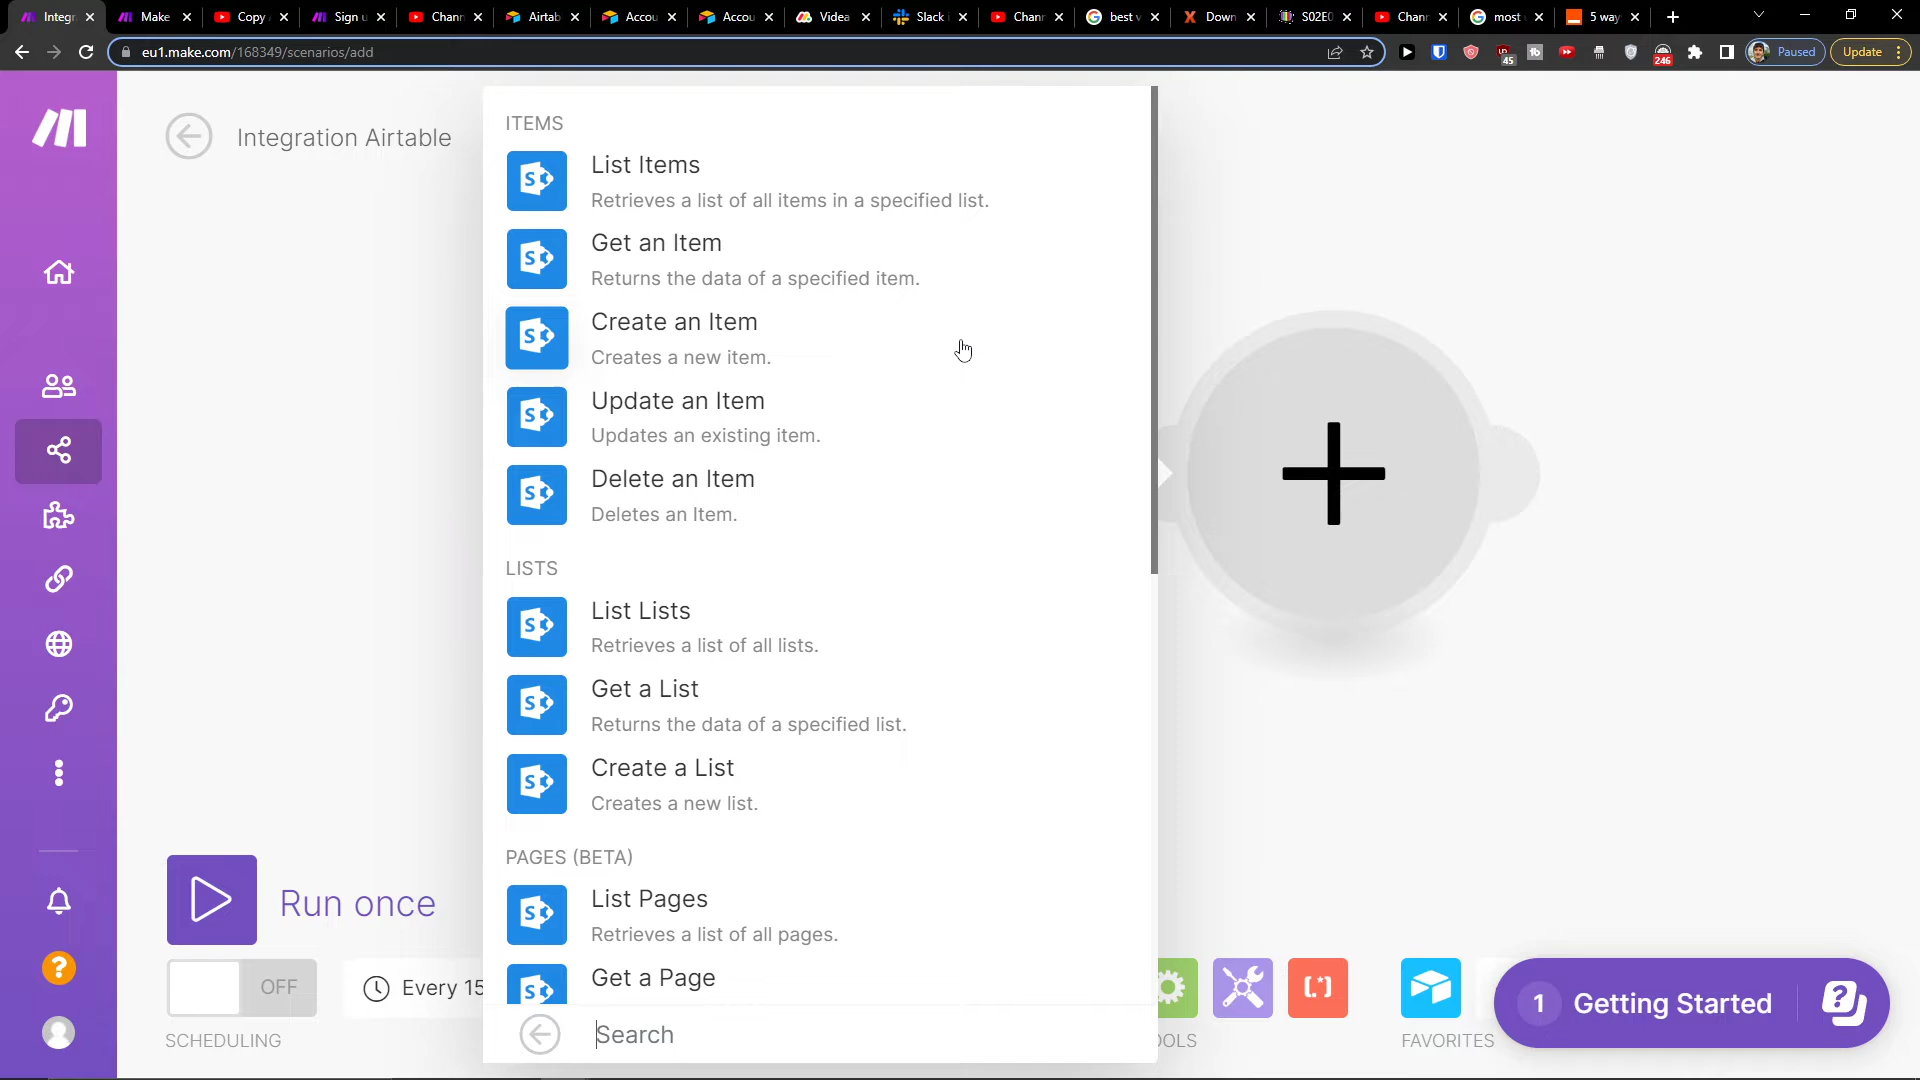 Integr
Make
Copy
Sign u
Chann
Airtab
Accou
Accou
Videa
Slack i
Chann
best v
Down
S02E0
Chann
most
5 way
eu1.make.com/168349/scenarios/add
45
246
Paused
Update
Integration Airtable
ITEMS
List Items
Retrieves a list of all items in a specified list.
Get an Item
Returns the data of a specified item.
Create an Item
Creates a new item.
Update an Item
Updates an existing item.
Delete an Item
Deletes an Item.
LISTS
List Lists
Retrieves a list of all lists.
Get a List
Returns the data of a specified list.
Create a List
Creates a new list.
PAGES (BETA)
List Pages
Retrieves a list of all pages.
Get a Page
Search
Run once
OFF
Every 15
SCHEDULING
OOLS
FAVORITES
1 Getting Started